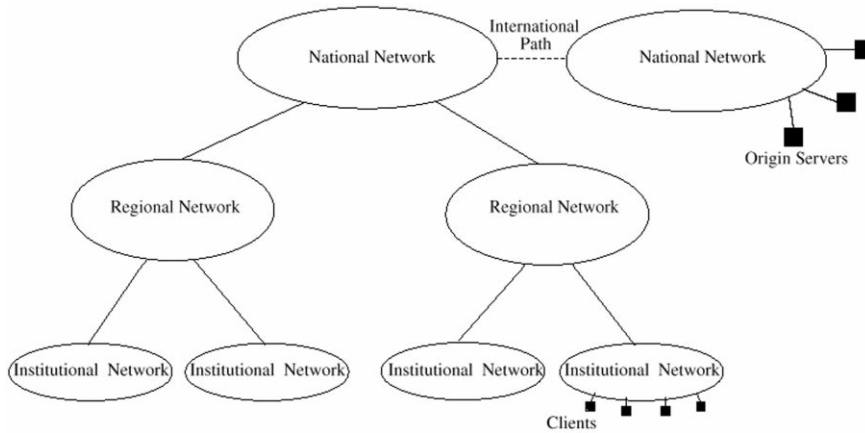 International
Path
National Network
National Network
Origin Servers
Regional Network
Regional Network
Institutional Network
Institutional Network
Institutional Network
Institutional Network
Clients